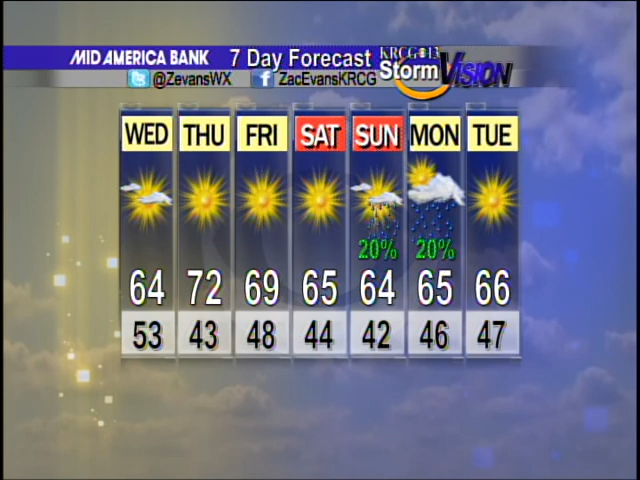 MID AMERICA BANK 7 Day Forecast KRCG 13
@ZevansWX ZacEvansKRCG StormVISION
WED THU FRI SAT SUN MON TUE
20% 20%
64 72 69 65 64 65 66
53 43 48 44 42 46 47